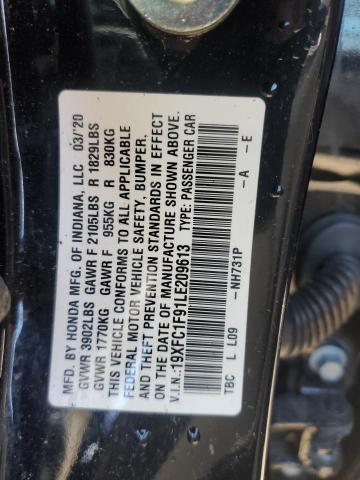 MFD. BY HONDA MFG. OF INDIANA, LLC 03/'20
GVWR 3902LBS GAWR F 2105LBS R 1829LBS
GVWR 1770KG GAWR F 955KG R 830KG
THIS VEHICLE CONFORMS TO ALL APPLICABLE
FEDERAL MOTOR VEHICLE SAFETY, BUMPER,
AND THEFT PREVENTION STANDARDS IN EFFECT
ON THE DATE OF MANUFACTURE SHOWN ABOVE.
V.I.N.:19XFC1F91LE209613 TYPE: PASSENGER CAR
-NH731P -A -E
TBC L L09